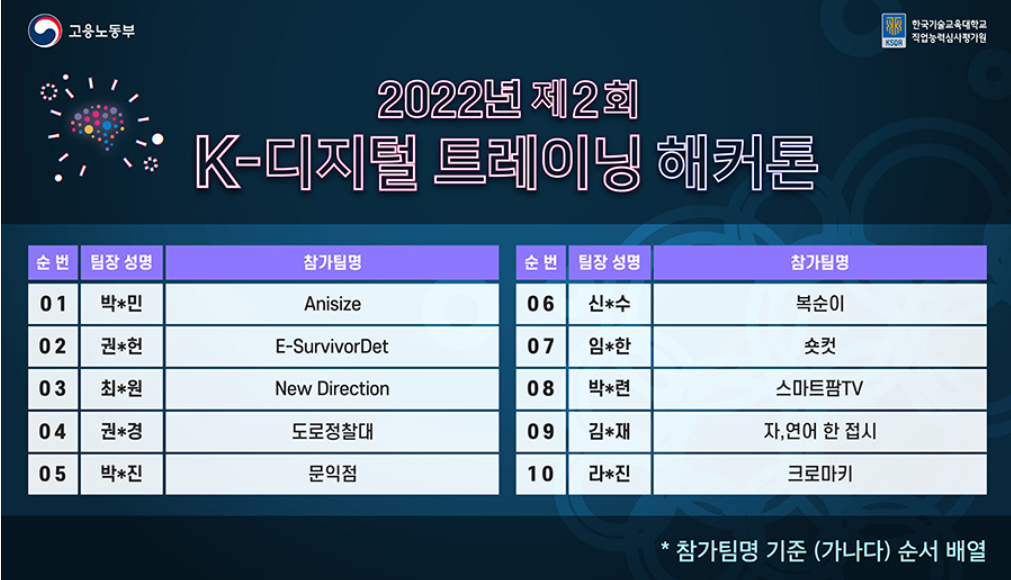 고용노동부
한국기술교육대학교
직업능력심사평가원
KSQA
2022년 제2회
K-디지털 트레이닝 해커톤
순 번 팀장 성명 참가팀명
01 박*민 Anisize
02 권*헌 E-SurvivorDet
03 최*원 New Direction
04 권*경 도로정찰대
05 박*진 문익점
순 번 팀장 성명 참가팀명
06 신*수 복순이
07 임*한 숏컷
08 박*련 스마트팜TV
09 김*재 자,연어 한 접시
10 라*진 크로마키
* 참가팀명 기준 (가나다) 순서 배열